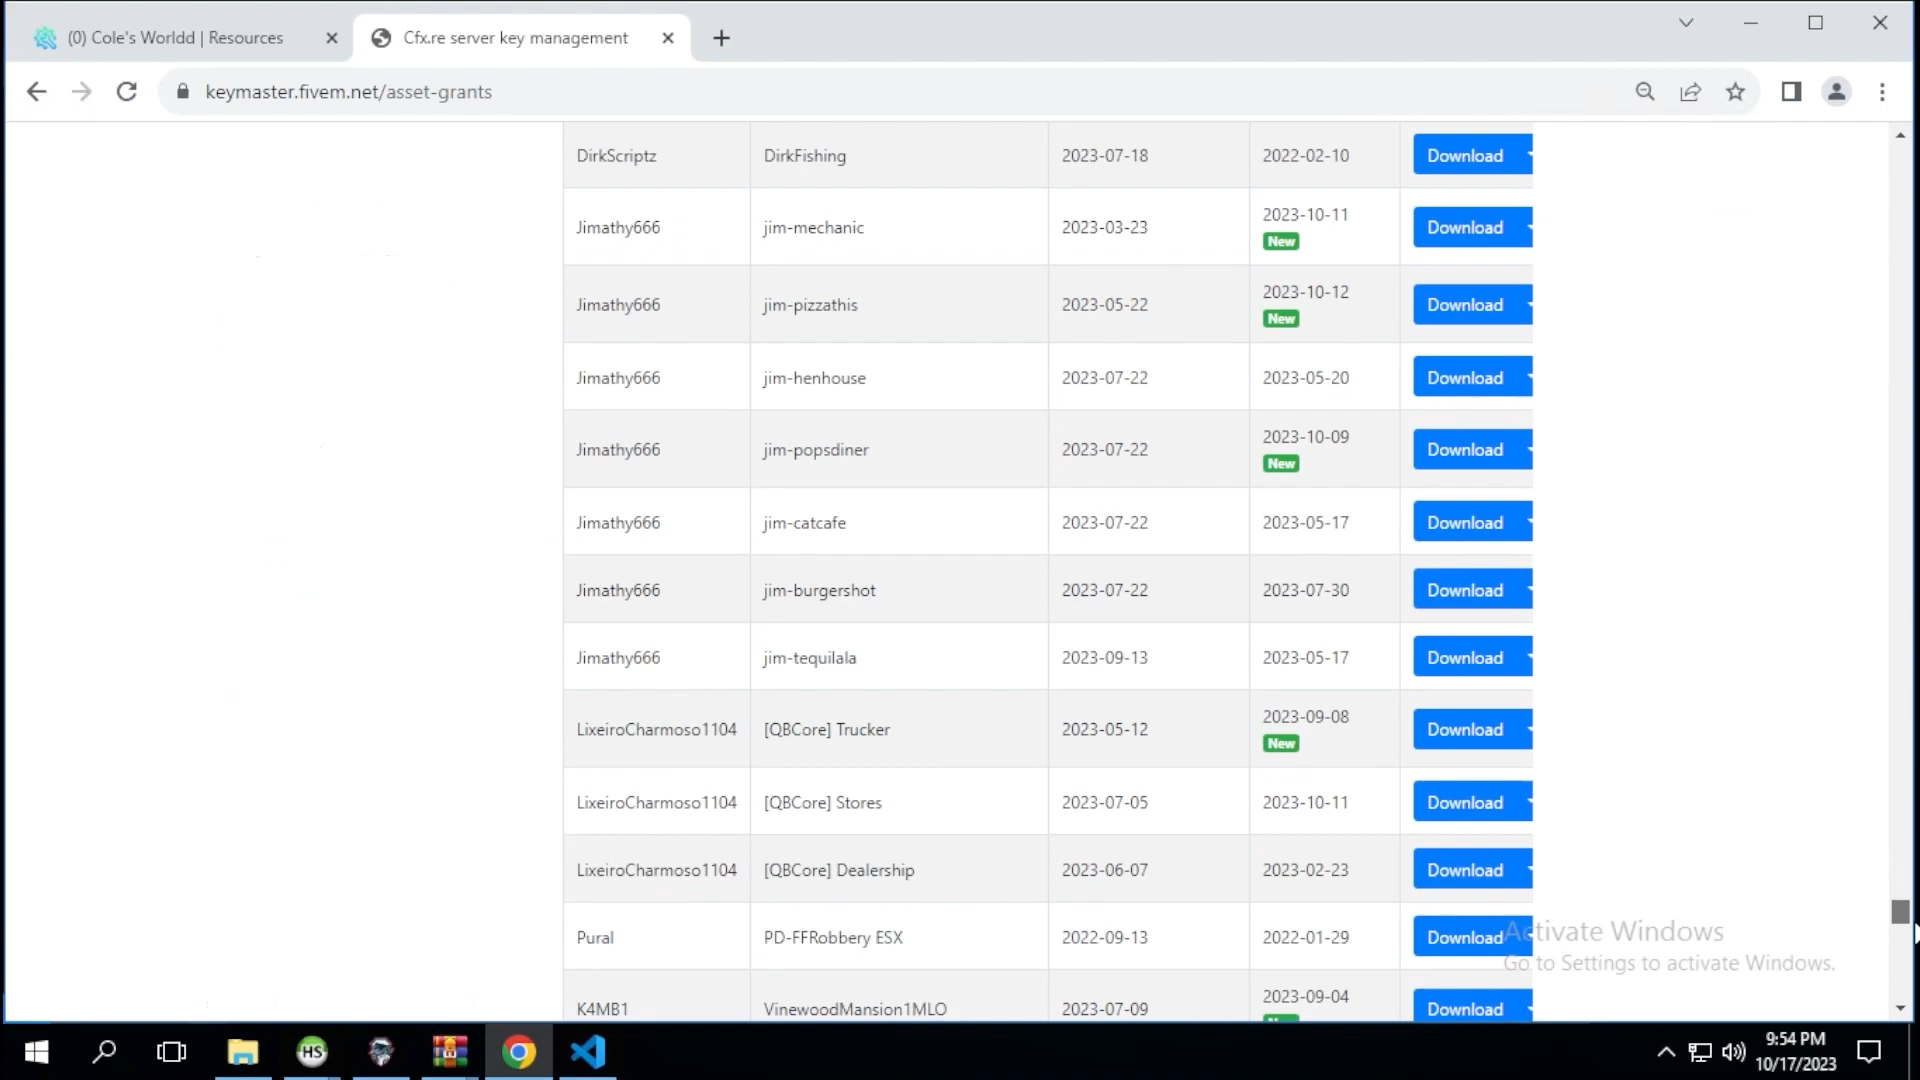 (0) Cole's Worldd | Resources
Cfx.re server key management
keymaster.fivem.net/asset-grants
DirkScriptz DirkFishing 2023-07-18 2022-02-10 Download
Jimathy666 jim-mechanic 2023-03-23 2023-10-11 New Download
Jimathy666 jim-pizzathis 2023-05-22 2023-10-12 New Download
Jimathy666 jim-henhouse 2023-07-22 2023-05-20 Download
Jimathy666 jim-popsdiner 2023-07-22 2023-10-09 New Download
Jimathy666 jim-catcafe 2023-07-22 2023-05-17 Download
Jimathy666 jim-burgershot 2023-07-22 2023-07-30 Download
Jimathy666 jim-tequilala 2023-09-13 2023-05-17 Download
LixeiroCharmoso1104 [QBCore] Trucker 2023-05-12 2023-09-08 New Download
LixeiroCharmoso1104 [QBCore] Stores 2023-07-05 2023-10-11 Download
LixeiroCharmoso1104 [QBCore] Dealership 2023-06-07 2023-02-23 Download
Pural PD-FFRobbery ESX 2022-09-13 2022-01-29 Download
K4MB1 VinewoodMansion1MLO 2023-07-09 2023-09-04 Download
Activate Windows
Go to Settings to activate Windows.
HS
9:54 PM
10/17/2023